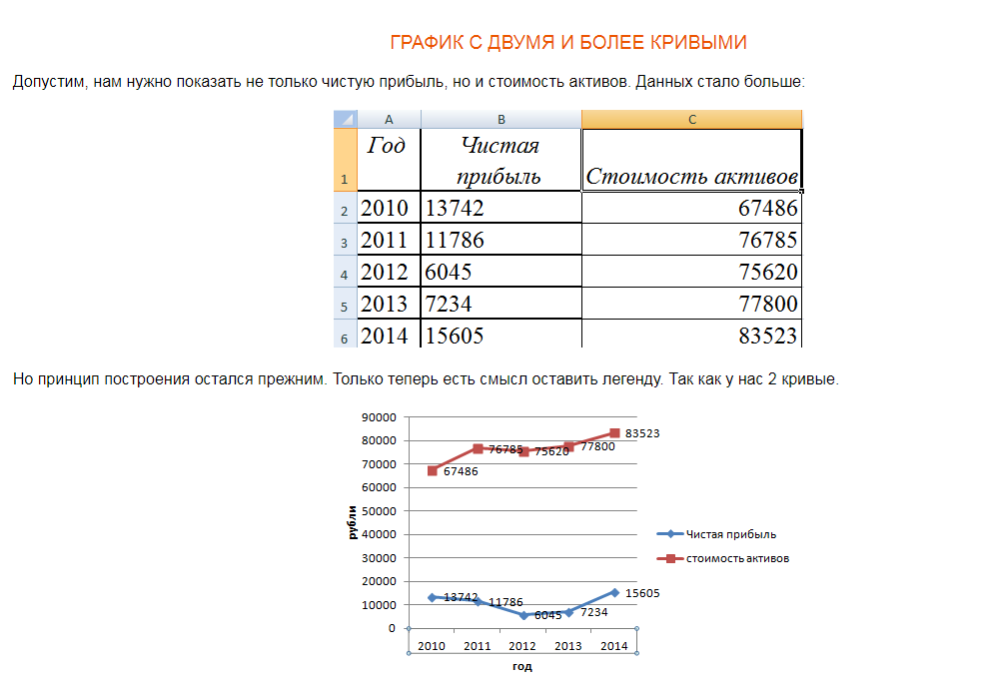 ГРАФИК С ДВУМЯ И БОЛЕЕ КРИВЫМИ
Допустим, нам нужно показать не только чистую прибыль, но и стоимость активов. Данных стало больше:
A B C
1 Год Чистая прибыль Стоимость активов
2 2010 13742 67486
3 2011 11786 76785
4 2012 6045 75620
5 2013 7234 77800
6 2014 15605 83523
Но принцип построения остался прежним. Только теперь есть смысл оставить легенду. Так как у нас 2 кривые.
90000
80000
70000
60000
50000
40000
30000
20000
10000
0
рубли
67486 76785 75620 77800 83523
13742 11786 6045 7234 15605
2010 2011 2012 2013 2014
год
Чистая прибыль
стоимость активов